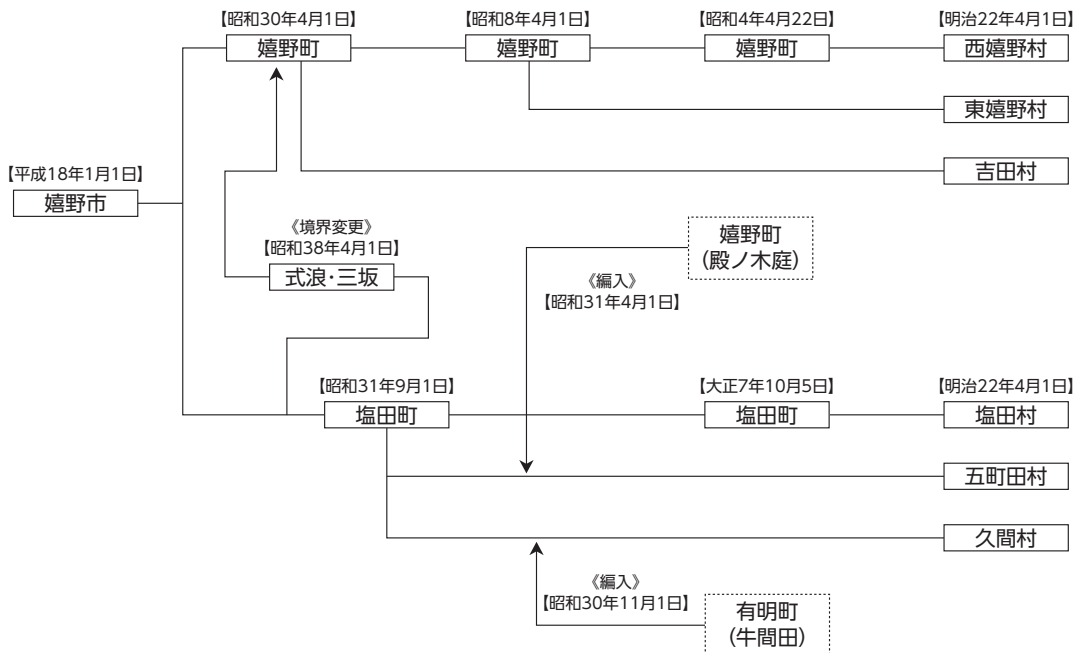 【昭和30年4月1日】
嬉野町
【昭和8年4月1日】
嬉野町
【昭和4年4月22日】
嬉野町
【明治22年4月1日】
西嬉野村
東嬉野村
吉田村
【平成18年1月1日】
嬉野市
《境界変更》
【昭和38年4月1日】
式浪・三坂
嬉野町
(殿ノ木庭)
《編入》
【昭和31年4月1日】
【昭和31年9月1日】
塩田町
【大正7年10月5日】
塩田町
【明治22年4月1日】
塩田村
五町田村
久間村
《編入》
【昭和30年11月1日】
有明町
(牛間田)